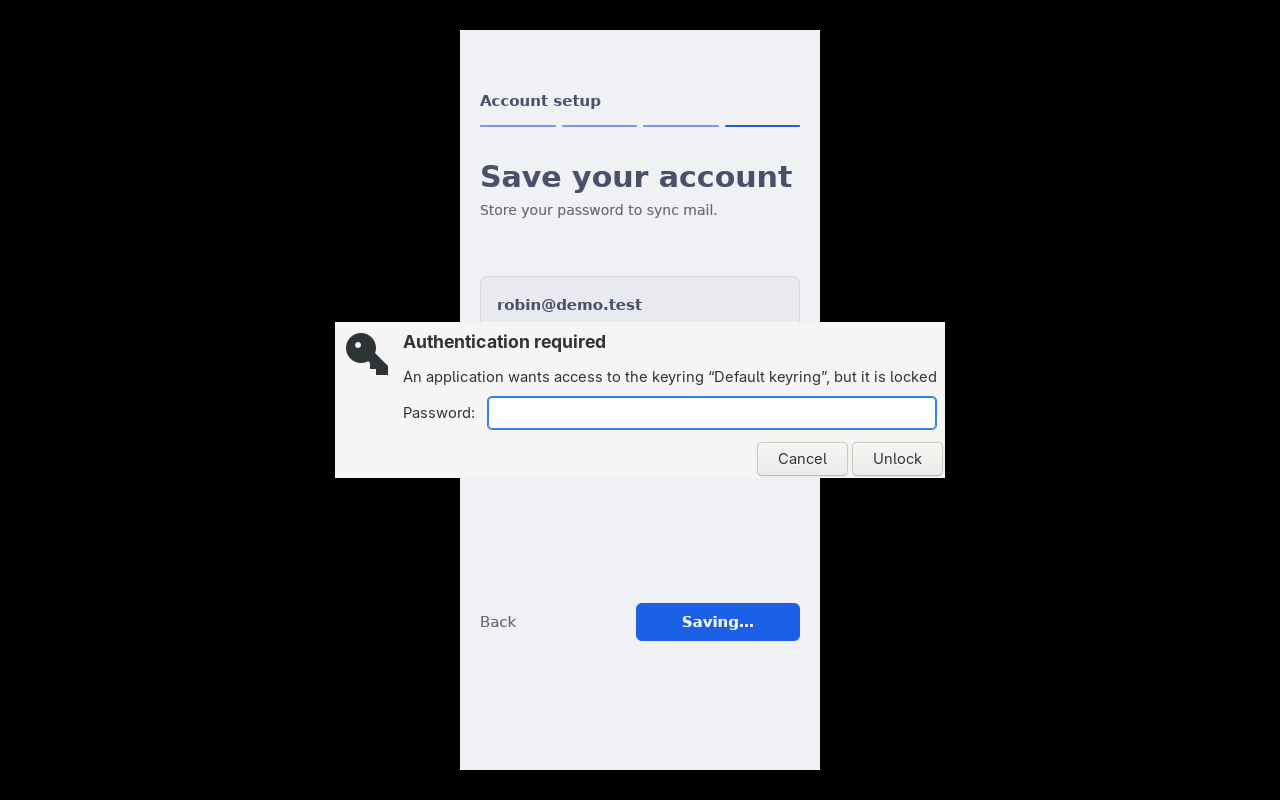 Account setup
Save your account
Store your password to sync mail.
robin@demo.test
Authentication required
An application wants access to the keyring “Default keyring”, but it is locked
Password:
Cancel Unlock
Back Saving...